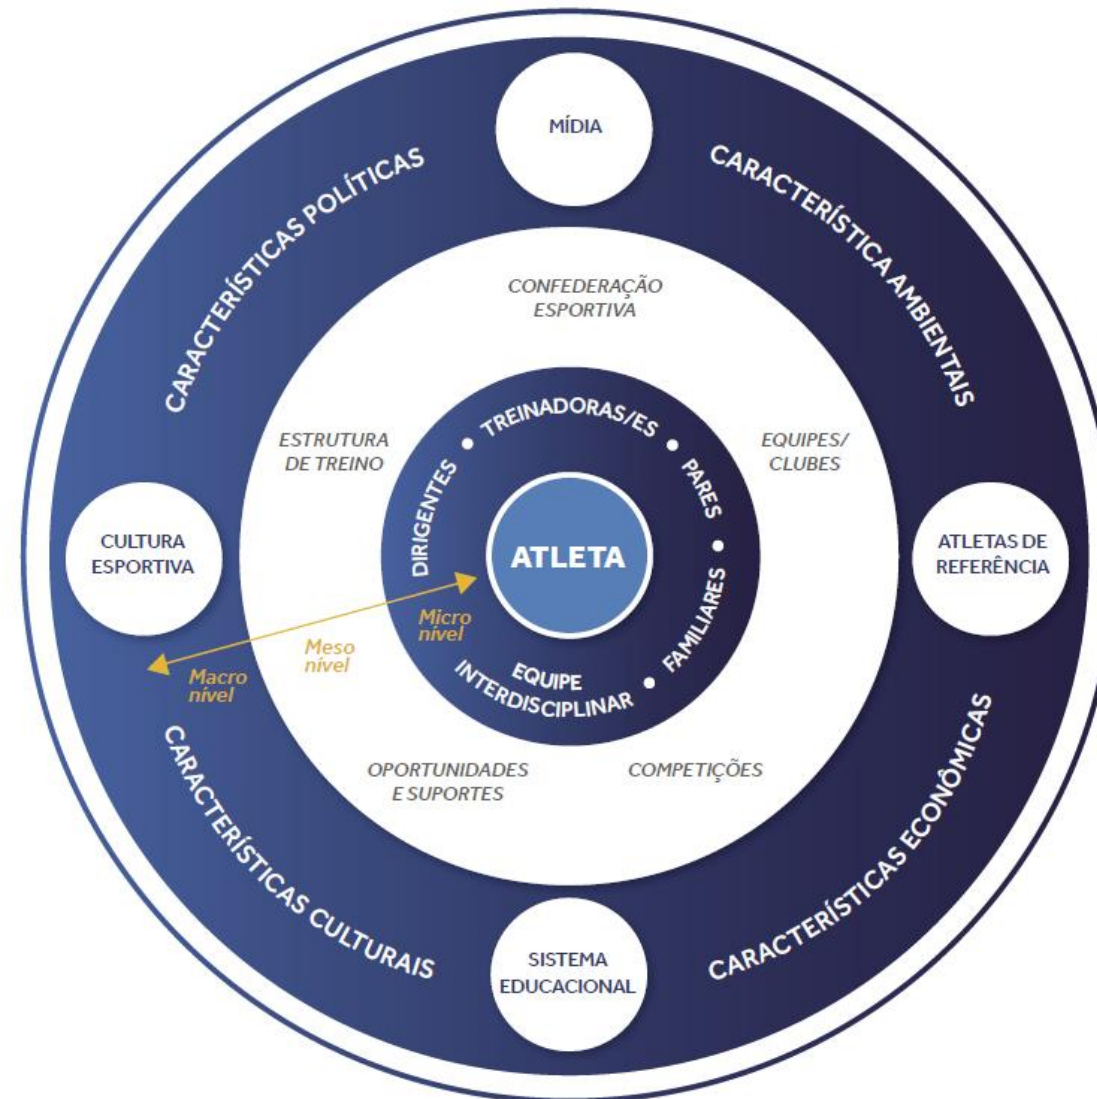 MÍDIA
CARACTERÍSTICAS POLÍTICAS
CARACTERÍSTICA AMBIENTAIS
CONFEDERAÇÃO
ESPORTIVA
ESTRUTURA
DE TREINO
EQUIPES/
CLUBES
DIRIGENTES • TREINADORAS/ES • PARES • FAMILIARES •
EQUIPE
INTERDISCIPLINAR
ATLETA
CULTURA
ESPORTIVA
ATLETAS DE
REFERÊNCIA
Micro
nível
Meso
nível
Macro
nível
OPORTUNIDADES
E SUPORTES
COMPETIÇÕES
CARACTERÍSTICAS CULTURAIS
CARACTERÍSTICAS ECONÔMICAS
SISTEMA
EDUCACIONAL